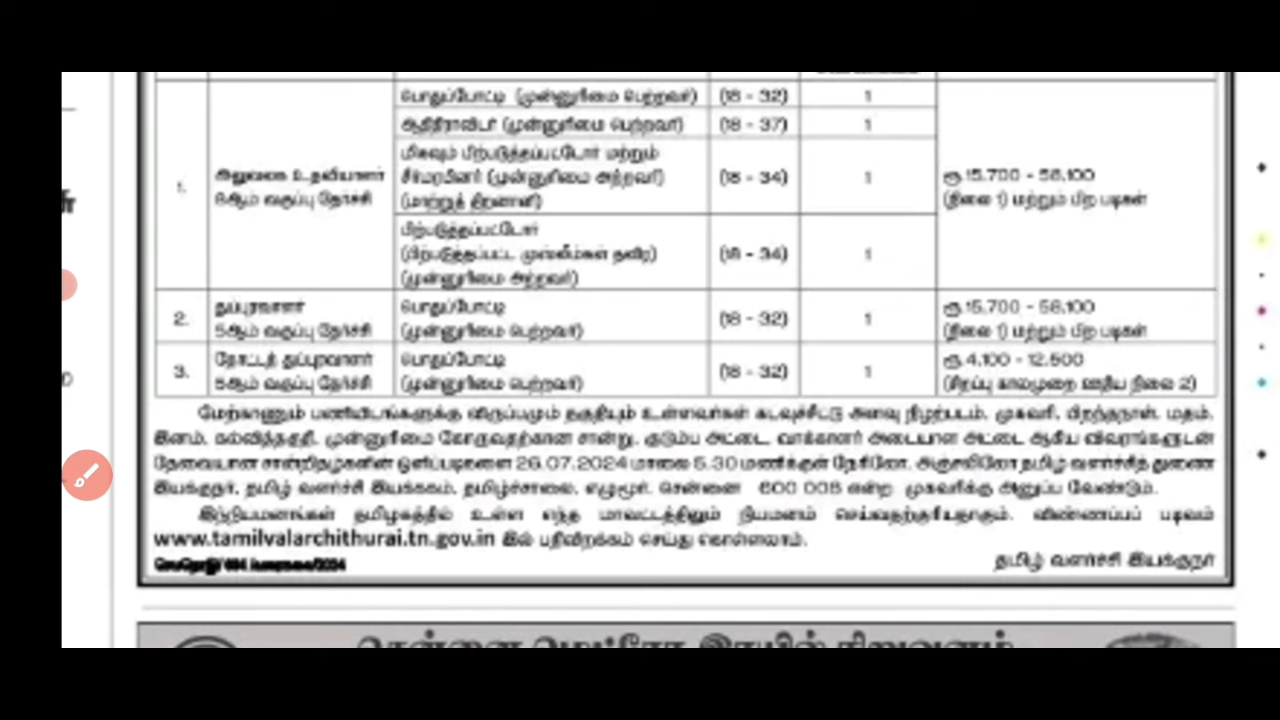 1.
அலுவலக உதவியாளர்
8ஆம் வகுப்பு தேர்ச்சி
பொதுப்போட்டி (முன்னுரிமை பெற்றவர்)
(18 - 32)
1
ஆதிதிராவிடர் (முன்னுரிமை பெற்றவர்)
(18 - 37)
1
மிகவும் பிற்படுத்தப்பட்டோர் மற்றும்
சீர்மரபினர் (முன்னுரிமை அற்றவர்)
(மாற்றுத் திறனாளி)
(18 - 34)
1
பிற்படுத்தப்பட்டோர்
(பிற்படுத்தப்பட்ட முஸ்லீம்கள் தவிர)
(முன்னுரிமை அற்றவர்)
(18 - 34)
1
ரூ.15,700 - 58,100
(நிலை 1) மற்றும் பிற படிகள்
2.
தூய்புரவாளர்
5ஆம் வகுப்பு தேர்ச்சி
பொதுப்போட்டி
(முன்னுரிமை பெற்றவர்)
(18 - 32)
1
ரூ.15,700 - 58,100
(நிலை 1) மற்றும் பிற படிகள்
3.
தோட்டத் துப்புரவாளர்
5ஆம் வகுப்பு தேர்ச்சி
பொதுப்போட்டி
(முன்னுரிமை பெற்றவர்)
(18 - 32)
1
ரூ.4,100 - 12,500
(சிறப்பு காலமுறை ஊதிய நிலை 2)
மேற்காணும் பணியிடங்களுக்கு விருப்பமும் தகுதியும் உள்ளவர்கள் கடவுச்சீட்டு அளவு நிழற்படம், முகவரி, பிறந்தநாள், மதம்,
இனம், கல்வித்தகுதி, முன்னுரிமை கோருவதற்கான சான்று, குடும்ப அட்டை, வாக்காளர் அடையாள அட்டை ஆகிய விவரங்களுடன்
தேவையான சான்றிதழ்களின் ஒளிப்படிகளை 26.07.2024 மாலை 5.30 மணிக்குள் நேரிலோ, அஞ்சலிலோ தமிழ் வளர்ச்சித் துணை
இயக்குநர், தமிழ் வளர்ச்சி இயக்ககம், தமிழ்ச்சாலை, எழுமூர், சென்னை 600 008 என்ற முகவரிக்கு அனுப்ப வேண்டும்.
இந்நியமனங்கள் தமிழகத்தில் உள்ள எந்த மாவட்டத்திலும் நியமனம் செய்வதற்குரியதாகும். விண்ணப்பப் படிவம்
www.tamilvalarchithurai.tn.gov.in இல் பதிவிறக்கம் செய்து கொள்ளலாம்.
தமிழ் வளர்ச்சி இயக்குநர்
சென்னை மெட்ரோ இரயில் நிறுவனம்